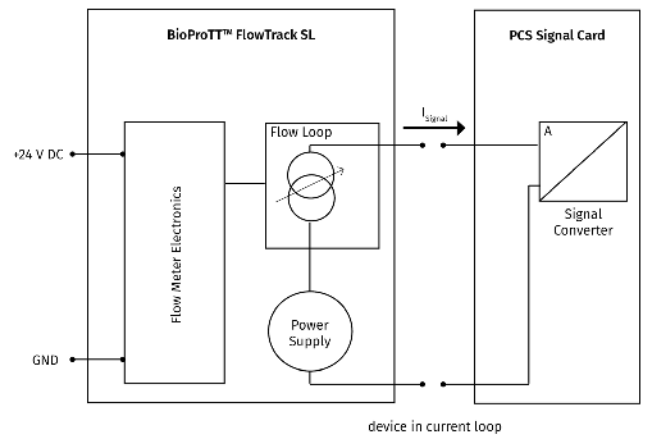 BioProTT™ FlowTrack SL
PCS Signal Card
I Signal
Flow Loop
A
+24 V DC
Flow Meter Electronics
Signal
Converter
Power
Supply
GND
device in current loop